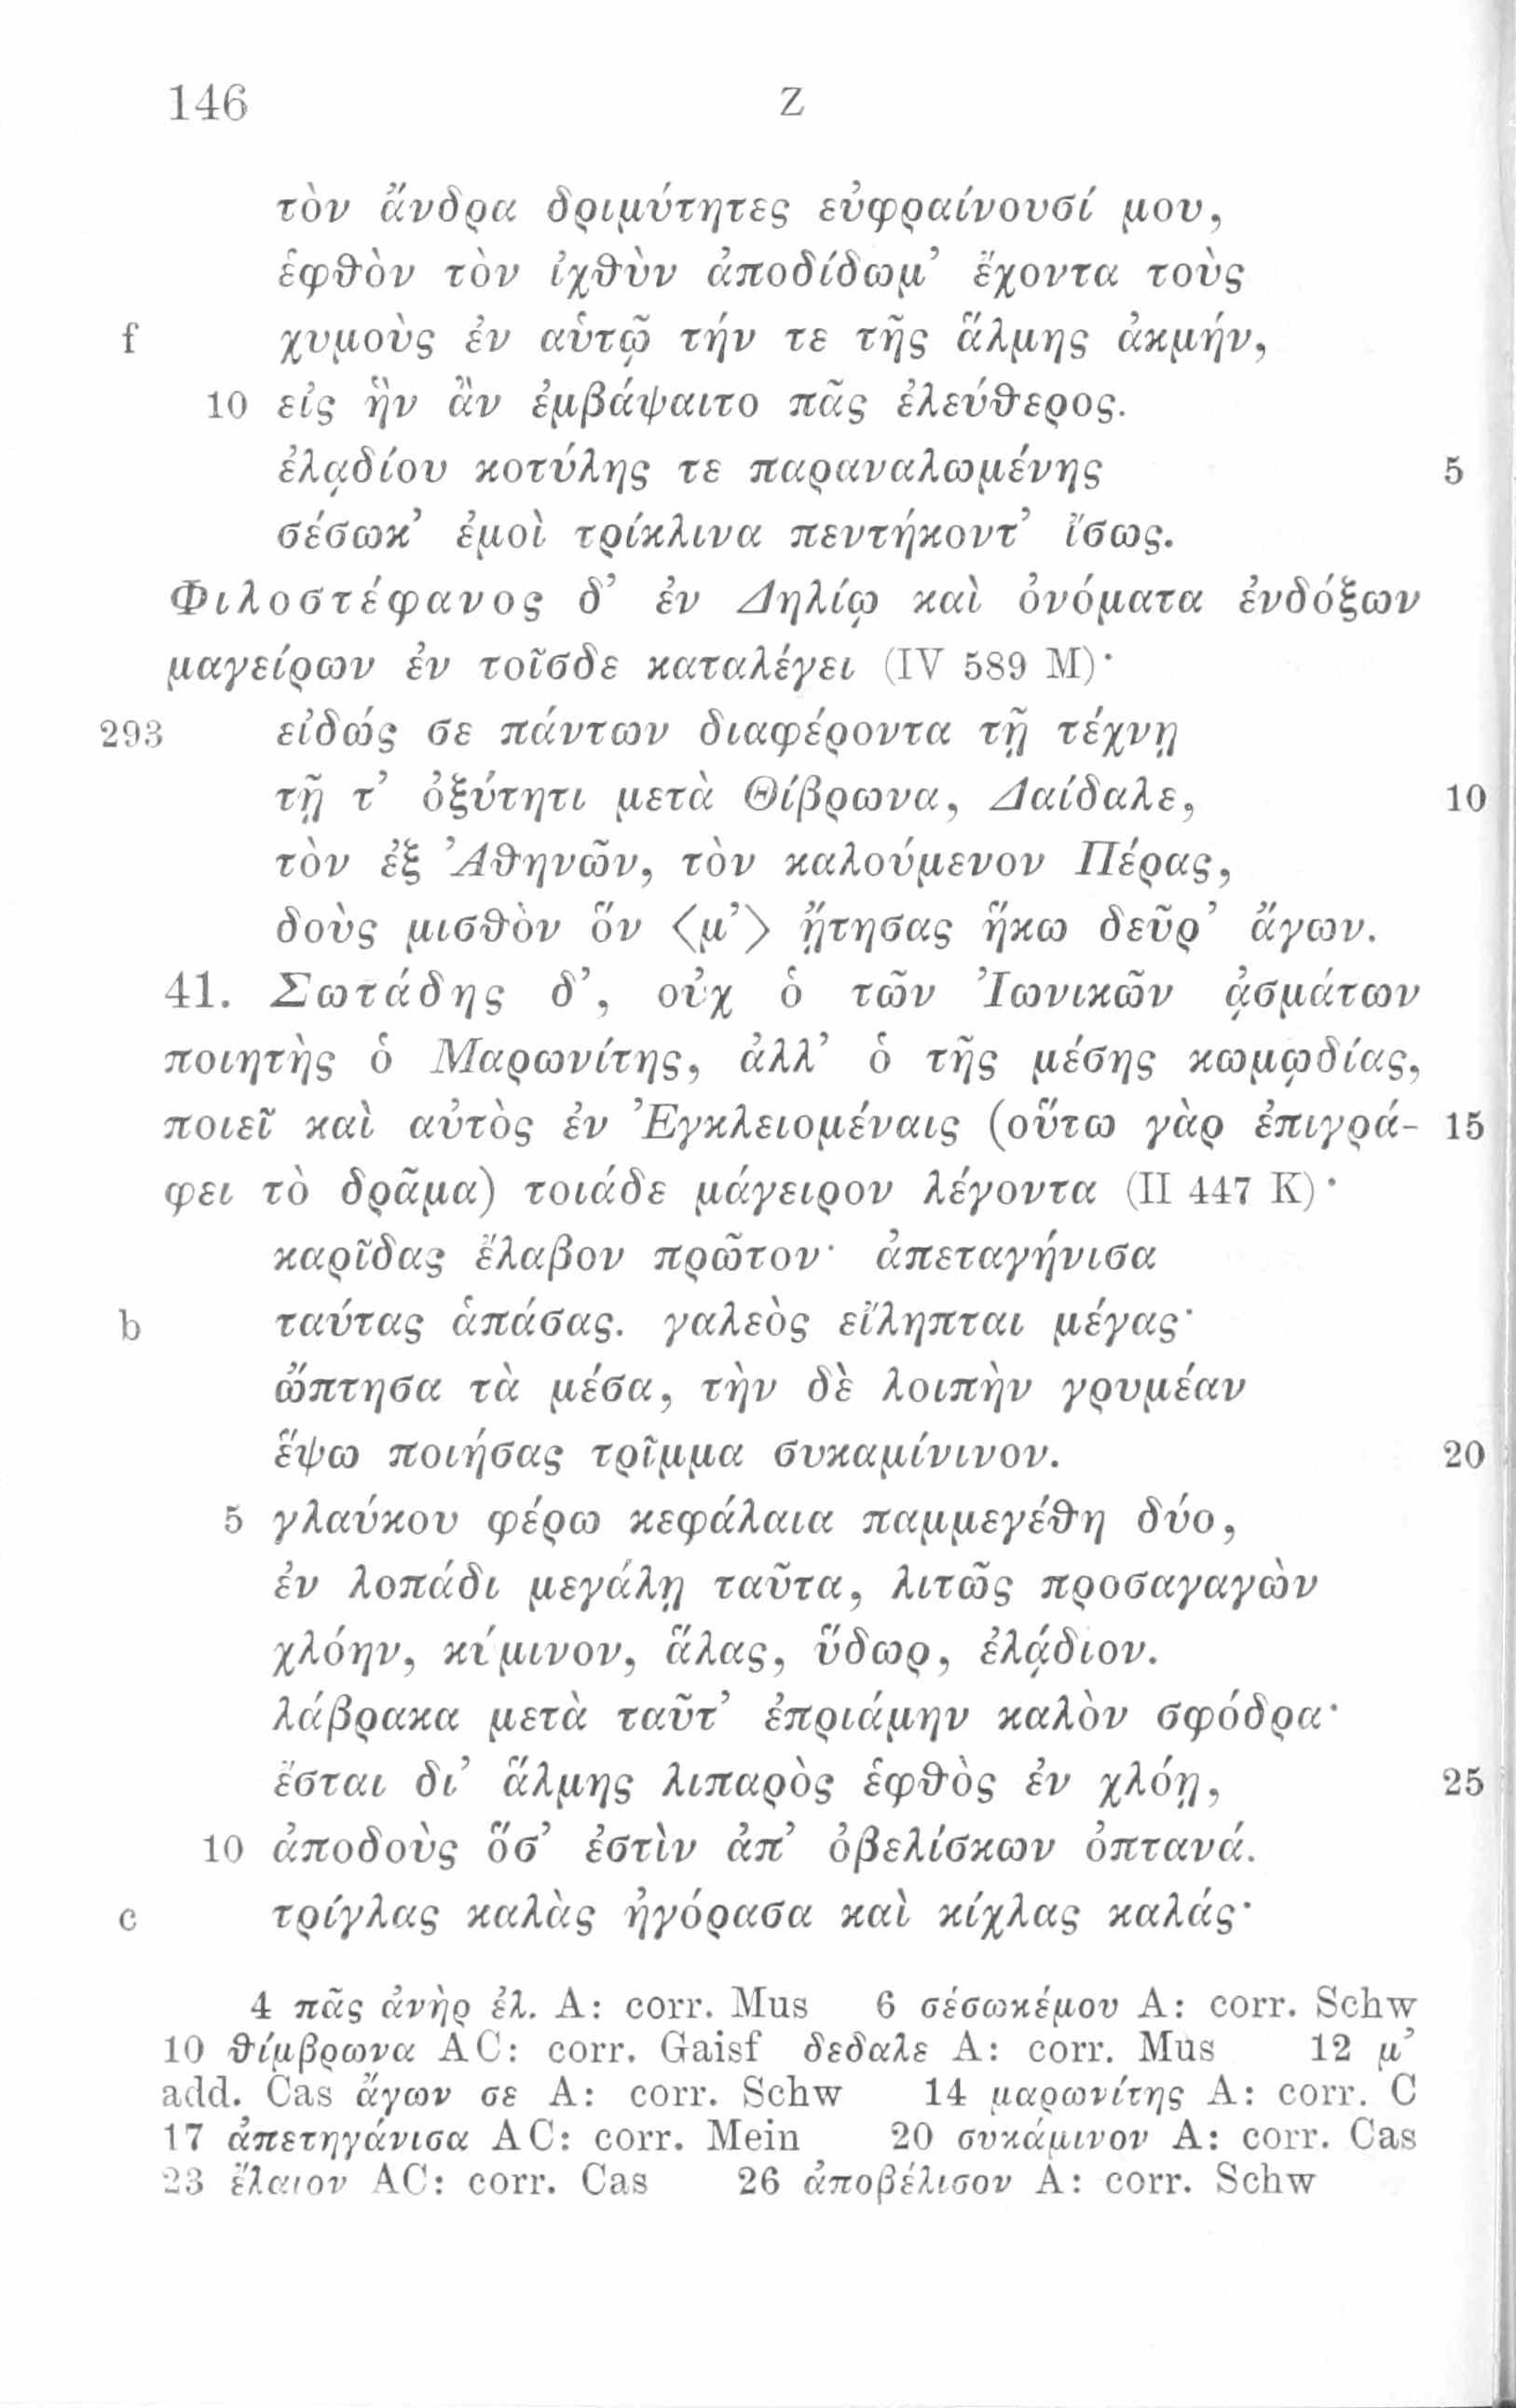 146 Z
τὸν ἄνδρα δριμύτητες εὐφραίνουσί μου,
ἑφθὸν τὸν ἰχθὺν ἀποδίδωμ’ ἔχοντα τοὺς
f χυμοὺς ἐν αὑτῷ τήν τε τῆς ἅλμης ἀκμήν,
10 εἰς ἣν ἂν ἐμβάψαιτο πᾶς ἐλεύθερος.
ἐλᾳδίου κοτύλης τε παραναλωμένης 5
σέσωκ’ ἐμοὶ τρίκλινα πεντήκοντ’ ἴσως.
Φιλοστέφανος δ’ ἐν Δηλίῳ καὶ ὀνόματα ἐνδόξων
μαγείρων ἐν τοῖσδε καταλέγει (IV 589 M)·
293 εἰδώς σε πάντων διαφέροντα τῇ τέχνῃ
τῇ τ’ ὀξύτητι μετὰ Θίβρωνα, Δαίδαλε, 10
τὸν ἐξ Ἀθηνῶν, τὸν καλούμενον Πέρας,
δοὺς μισθὸν ὅν 〈μ’〉 ᾔτησας ἥκω δεῦρ’ ἄγων.
41. Σωτάδης δ’, οὐχ ὁ τῶν Ἰωνικῶν ᾀσμάτων
ποιητὴς ὁ Μαρωνίτης, ἀλλ’ ὁ τῆς μέσης κωμῳδίας,
ποιεῖ καὶ αὐτὸς ἐν Ἐγκλειομέναις (οὕτω γὰρ ἐπιγρά- 15
φει τὸ δρᾶμα) τοιάδε μάγειρον λέγοντα (II 447 K)·
καρῖδας ἔλαβον πρῶτον· ἀπεταγήνισα
b ταύτας ἁπάσας. γαλεὸς εἴληπται μέγας·
ὤπτησα τὰ μέσα, τὴν δὲ λοιπὴν γρυμέαν
ἕψω ποιήσας τρῖμμα συκαμίνινον. 20
5 γλαύκου φέρω κεφάλαια παμμεγέθη δύο,
ἐν λοπάδι μεγάλῃ ταῦτα, λιτῶς προσαγαγὼν
χλόην, κύμινον, ἅλας, ὕδωρ, ἐλᾴδιον.
λάβρακα μετὰ ταῦτ’ ἐπριάμην καλὸν σφόδρα·
ἔσται δι’ ἅλμης λιπαρὸς ἑφθὸς ἐν χλόῃ, 25
10 ἀποδοὺς ὅσ’ ἐστὶν ἀπ’ ὀβελίσκων ὀπτανά.
c τρίγλας καλὰς ἠγόρασα καὶ κίχλας καλάς·
4 πᾶς ἀνὴρ ἐλ. A: corr. Mus 6 σέσωκέμου A: corr. Schw
10 θίμβρωνα AC: corr. Gaisf δεδαλε A: corr. Mus 12 μ’
add. Cas ἄγων σε A: corr. Schw 14 μαρωνίτης A: corr. C
17 ἀπετηγάνισα AC: corr. Mein 20 συκάμινον A: corr. Cas
23 ἔλαιον AC: corr. Cas 26 ἀποβέλισον A: corr. Schw